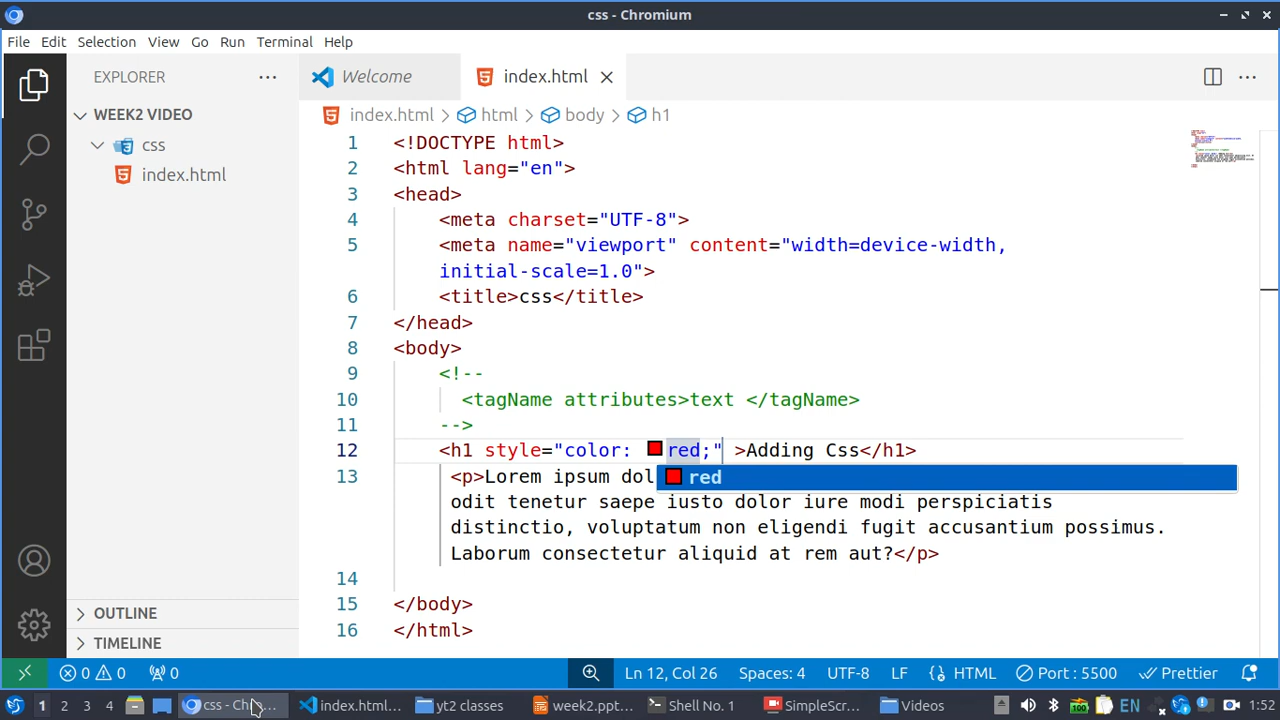 css - Chromium
File Edit Selection View Go Run Terminal Help
EXPLORER
Welcome
index.html
WEEK2 VIDEO
index.html > html > body > h1
css
index.html
1 <!DOCTYPE html>
2 <html lang="en">
3 <head>
4 <meta charset="UTF-8">
5 <meta name="viewport" content="width=device-width,
initial-scale=1.0">
6 <title>css</title>
7 </head>
8 <body>
9 <!--
10 <tagName attributes>text </tagName>
11 -->
12 <h1 style="color: red;" >Adding Css</h1>
13 <p>Lorem ipsum dol
red
odit tenetur saepe iusto dolor iure modi perspiciatis
distinctio, voluptatum non eligendi fugit accusantium possimus.
Laborum consectetur aliquid at rem aut?</p>
14
15 </body>
16 </html>
OUTLINE
TIMELINE
0 0 0 Ln 12, Col 26 Spaces: 4 UTF-8 LF HTML Port : 5500 Prettier
1 2 3 4 css - Chro... index.html... yt2 classes week2.ppt... Shell No. 1 SimpleScr... Videos 100 EN 1:52